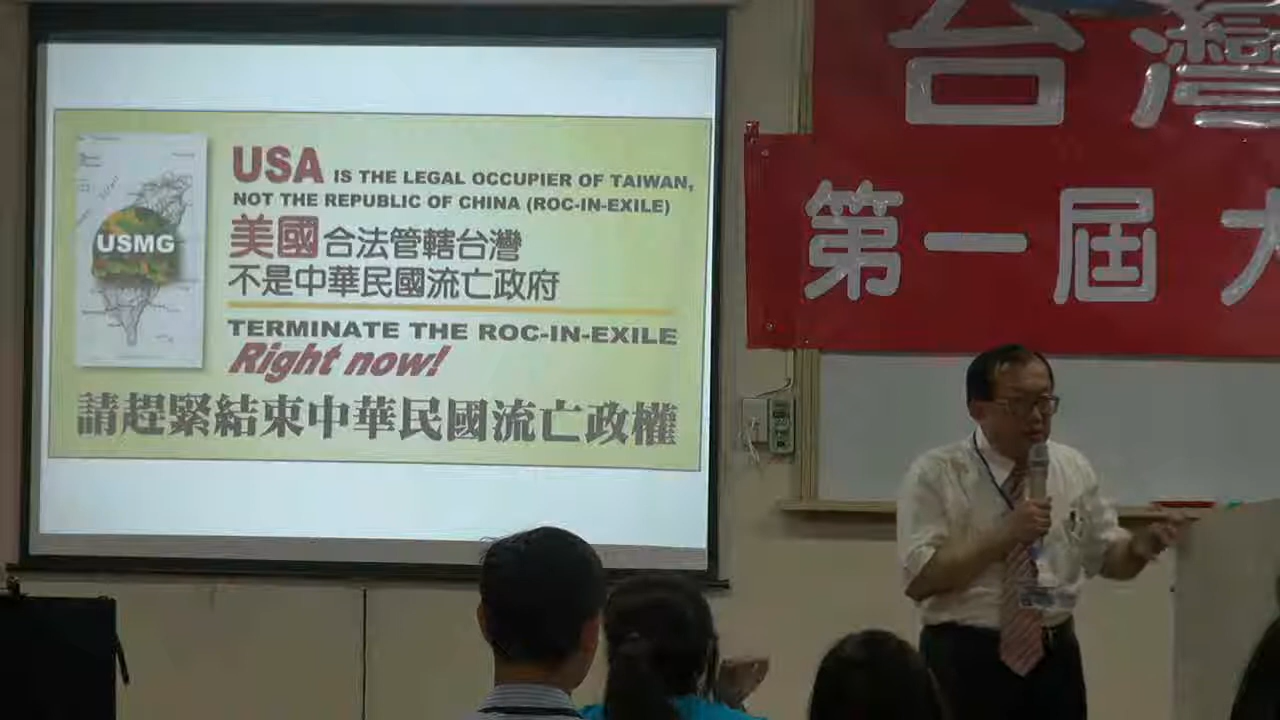 USMG
USA IS THE LEGAL OCCUPIER OF TAIWAN,
NOT THE REPUBLIC OF CHINA (ROC-IN-EXILE)
美國合法管轄台灣
不是中華民國流亡政府
TERMINATE THE ROC-IN-EXILE
Right now!
請趕緊結束中華民國流亡政權
台灣
第一屆